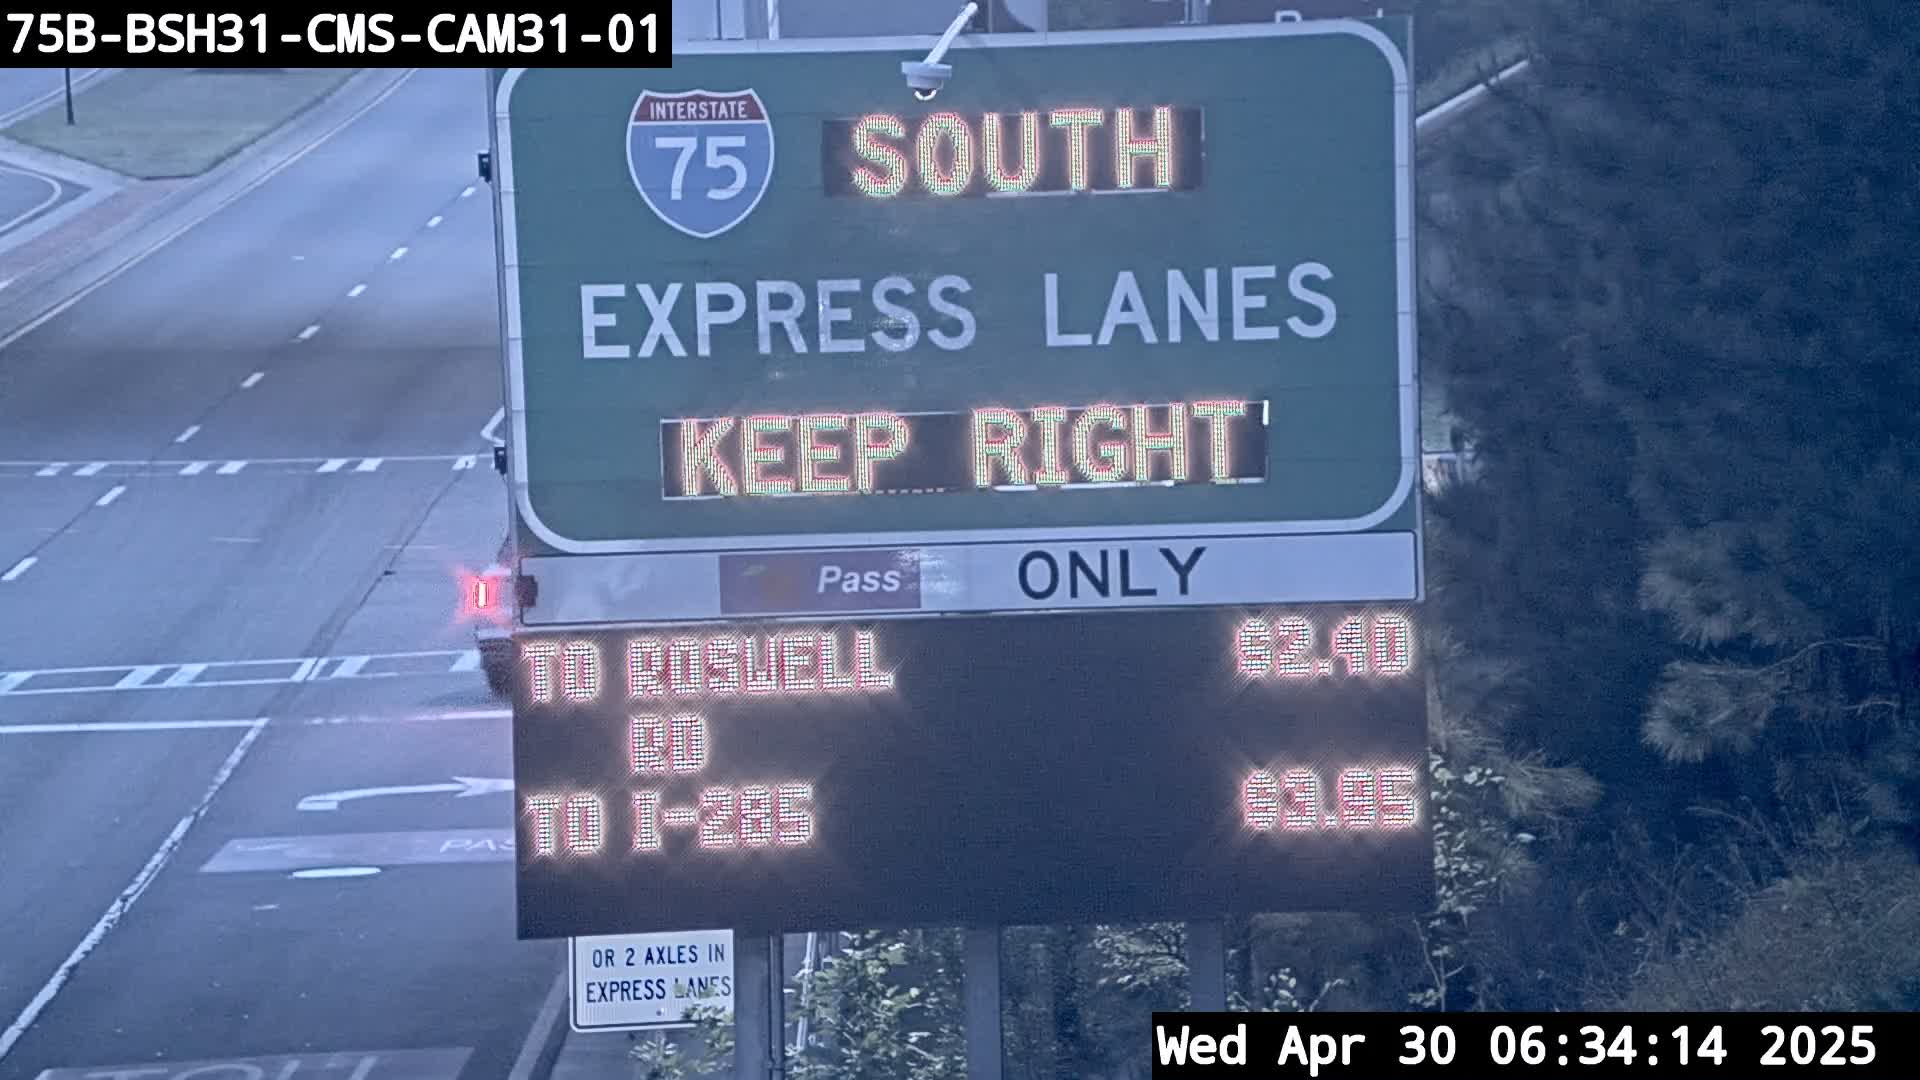 75B-BSH31-CMS-CAM31-01
INTERSTATE
75
SOUTH
EXPRESS LANES
KEEP RIGHT
Pass ONLY
TO ROSWELL $2.40
RD
TO I-285 $3.95
OR 2 AXLES IN
EXPRESS LANES
Wed Apr 30 06:34:14 2025